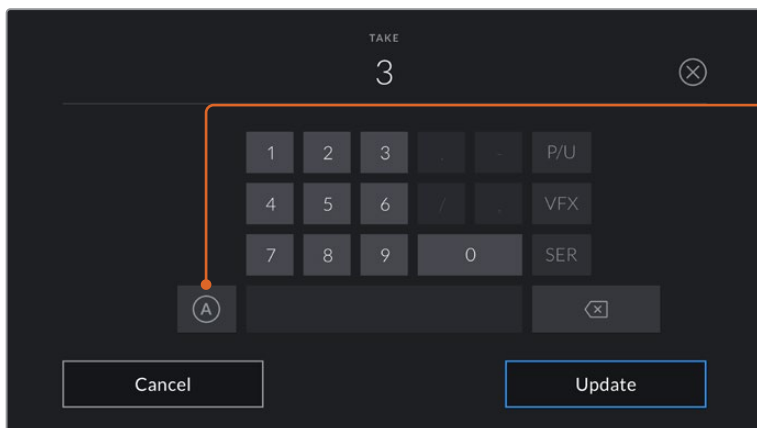 TAKE
3
1 2 3 . - P/U
4 5 6 / , VFX
7 8 9 0 SER
A
Cancel Update